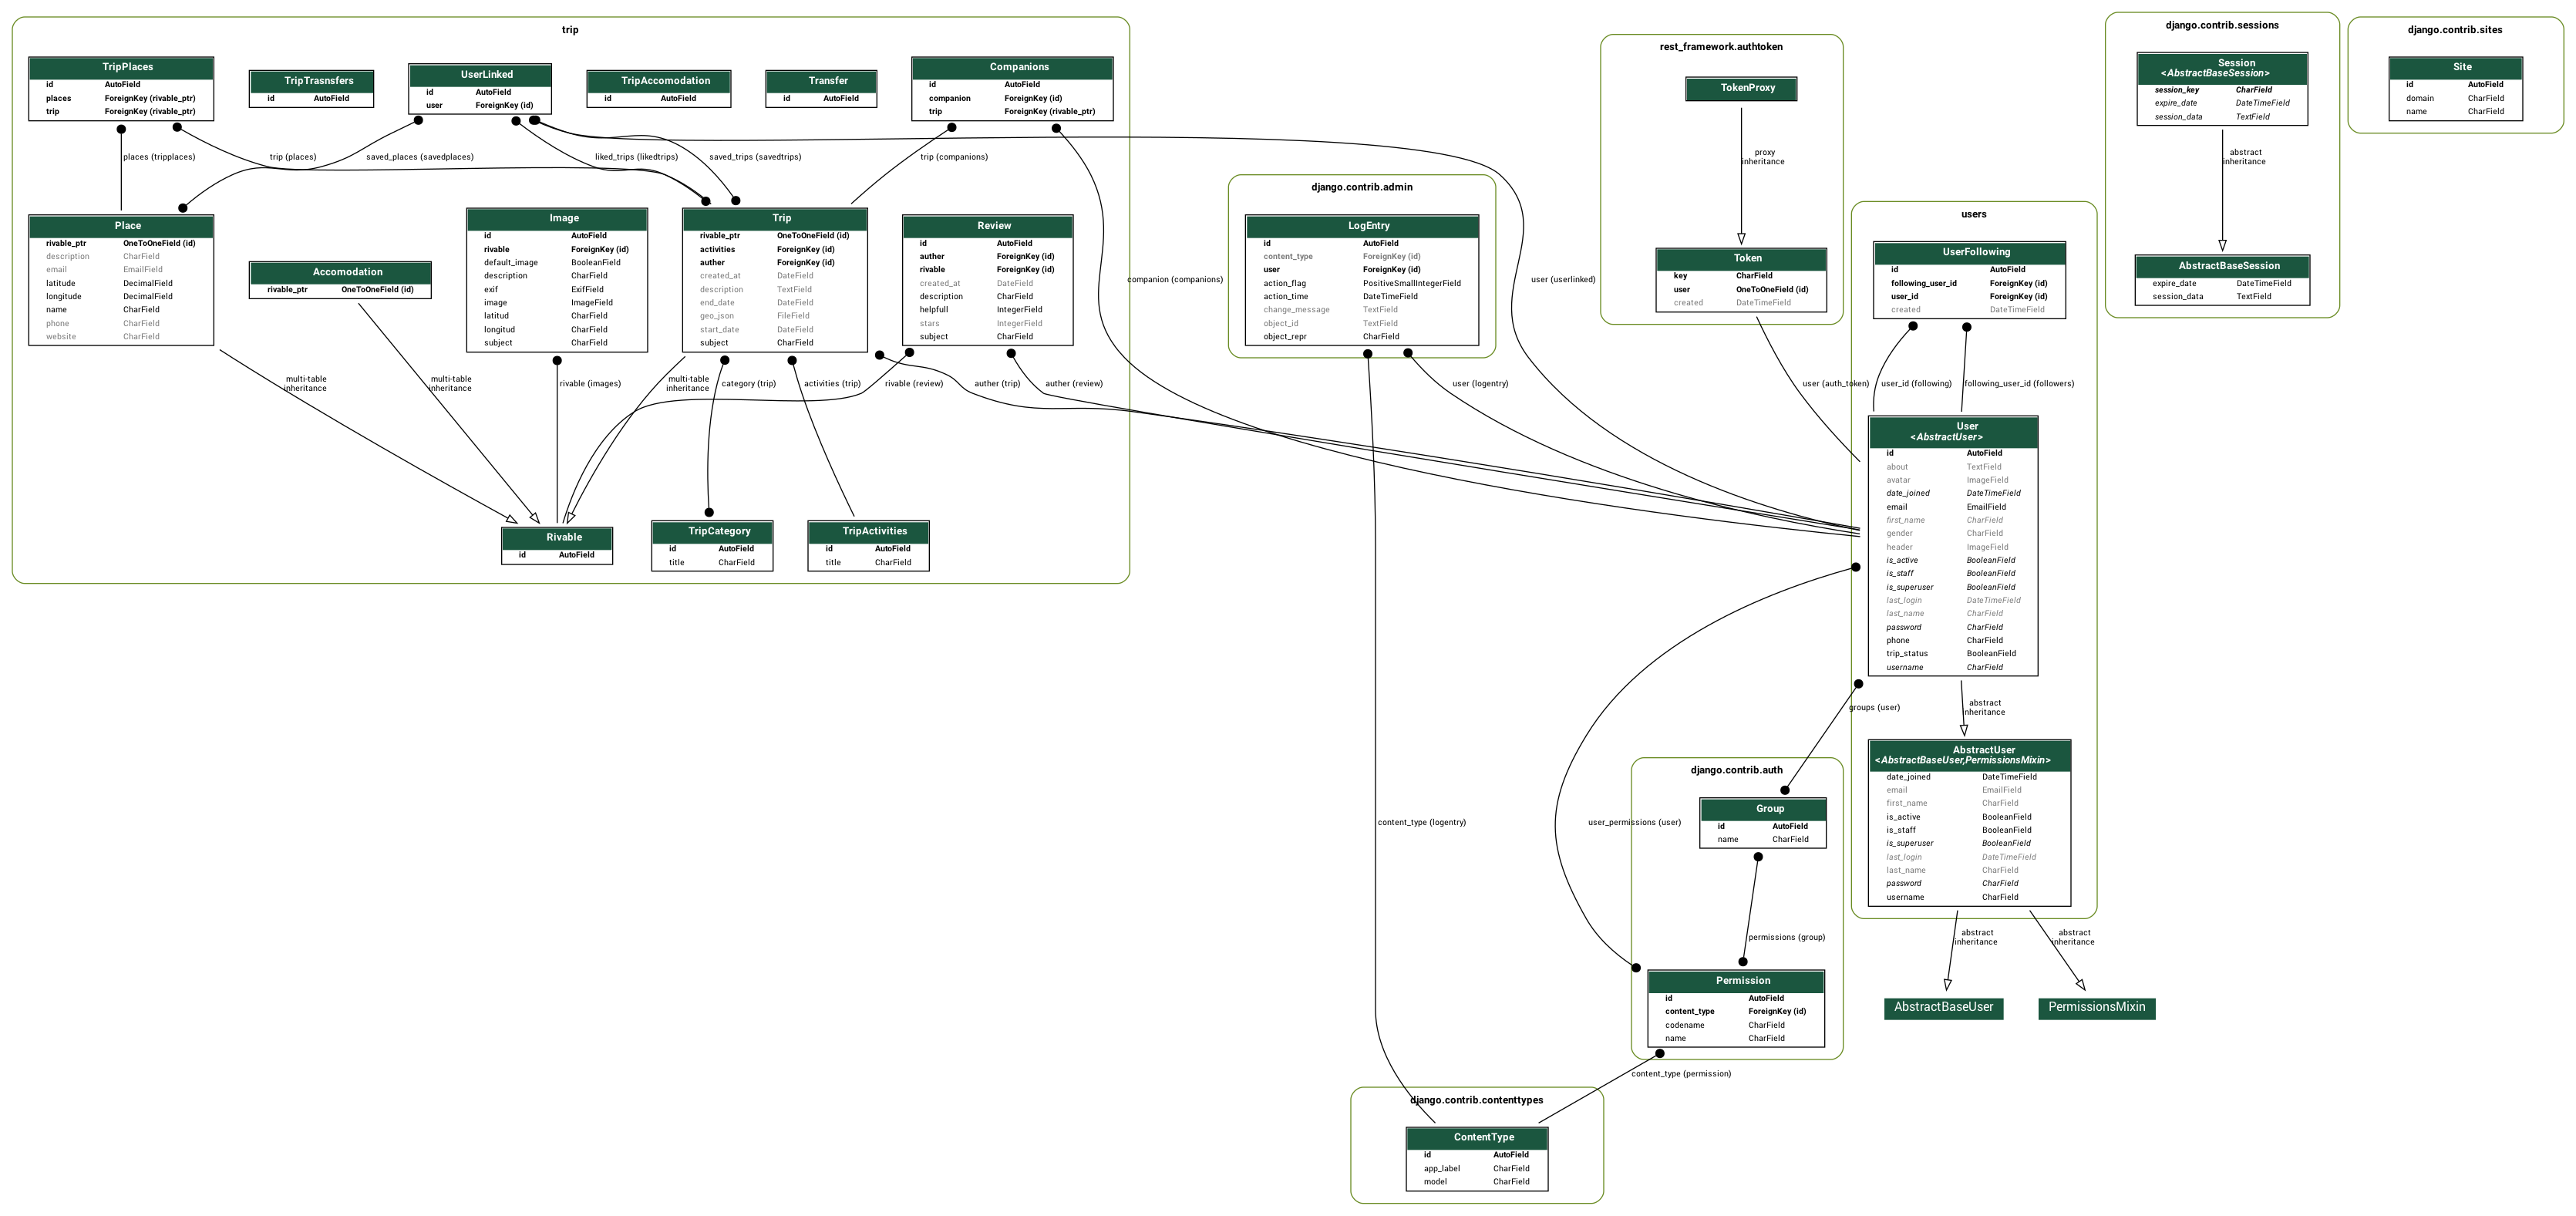 trip
TripPlaces
id AutoField
places ForeignKey (rivable_ptr)
trip ForeignKey (rivable_ptr)
TripTrasnsfers
id AutoField
UserLinked
id AutoField
user ForeignKey (id)
TripAccomodation
id AutoField
Transfer
id AutoField
Companions
id AutoField
companion ForeignKey (id)
trip ForeignKey (rivable_ptr)
places (tripplaces)
trip (places)
saved_places (savedplaces)
liked_trips (likedtrips)
saved_trips (savedtrips)
trip (companions)
Place
rivable_ptr OneToOneField (id)
description CharField
email EmailField
latitude DecimalField
longitude DecimalField
name CharField
phone CharField
website CharField
Accomodation
rivable_ptr OneToOneField (id)
Image
id AutoField
rivable ForeignKey (id)
default_image BooleanField
description CharField
exif ExifField
image ImageField
latitud CharField
longitud CharField
subject CharField
Trip
rivable_ptr OneToOneField (id)
activities ForeignKey (id)
auther ForeignKey (id)
created_at DateField
description TextField
end_date DateField
geo_json FileField
start_date DateField
subject CharField
Review
id AutoField
auther ForeignKey (id)
rivable ForeignKey (id)
created_at DateField
description CharField
helpfull IntegerField
stars IntegerField
subject CharField
multi-table
inheritance
multi-table
inheritance
rivable (images)
multi-table
inheritance
category (trip)
activities (trip)
rivable (review)
auther (trip)
auther (review)
Rivable
id AutoField
TripCategory
id AutoField
title CharField
TripActivities
id AutoField
title CharField
companion (companions)
django.contrib.admin
LogEntry
id AutoField
content_type ForeignKey (id)
user ForeignKey (id)
action_flag PositiveSmallIntegerField
action_time DateTimeField
change_message TextField
object_id TextField
object_repr CharField
user (logentry)
user (userlinked)
content_type (logentry)
rest_framework.authtoken
TokenProxy
proxy
inheritance
Token
key CharField
user OneToOneField (id)
created DateTimeField
user (auth_token)
users
UserFollowing
id AutoField
following_user_id ForeignKey (id)
user_id ForeignKey (id)
created DateTimeField
user_id (following)
following_user_id (followers)
User
<AbstractUser>
id AutoField
about TextField
avatar ImageField
date_joined DateTimeField
email EmailField
first_name CharField
gender CharField
header ImageField
is_active BooleanField
is_staff BooleanField
is_superuser BooleanField
last_login DateTimeField
last_name CharField
password CharField
phone CharField
trip_status BooleanField
username CharField
groups (user)
abstract
inheritance
AbstractUser
<AbstractBaseUser,PermissionsMixin>
date_joined DateTimeField
email EmailField
first_name CharField
is_active BooleanField
is_staff BooleanField
is_superuser BooleanField
last_login DateTimeField
last_name CharField
password CharField
username CharField
abstract
inheritance
abstract
inheritance
AbstractBaseUser
PermissionsMixin
django.contrib.auth
Group
id AutoField
name CharField
user_permissions (user)
permissions (group)
Permission
id AutoField
content_type ForeignKey (id)
codename CharField
name CharField
content_type (permission)
django.contrib.contenttypes
ContentType
id AutoField
app_label CharField
model CharField
django.contrib.sessions
Session
<AbstractBaseSession>
session_key CharField
expire_date DateTimeField
session_data TextField
abstract
inheritance
AbstractBaseSession
expire_date DateTimeField
session_data TextField
django.contrib.sites
Site
id AutoField
domain CharField
name CharField